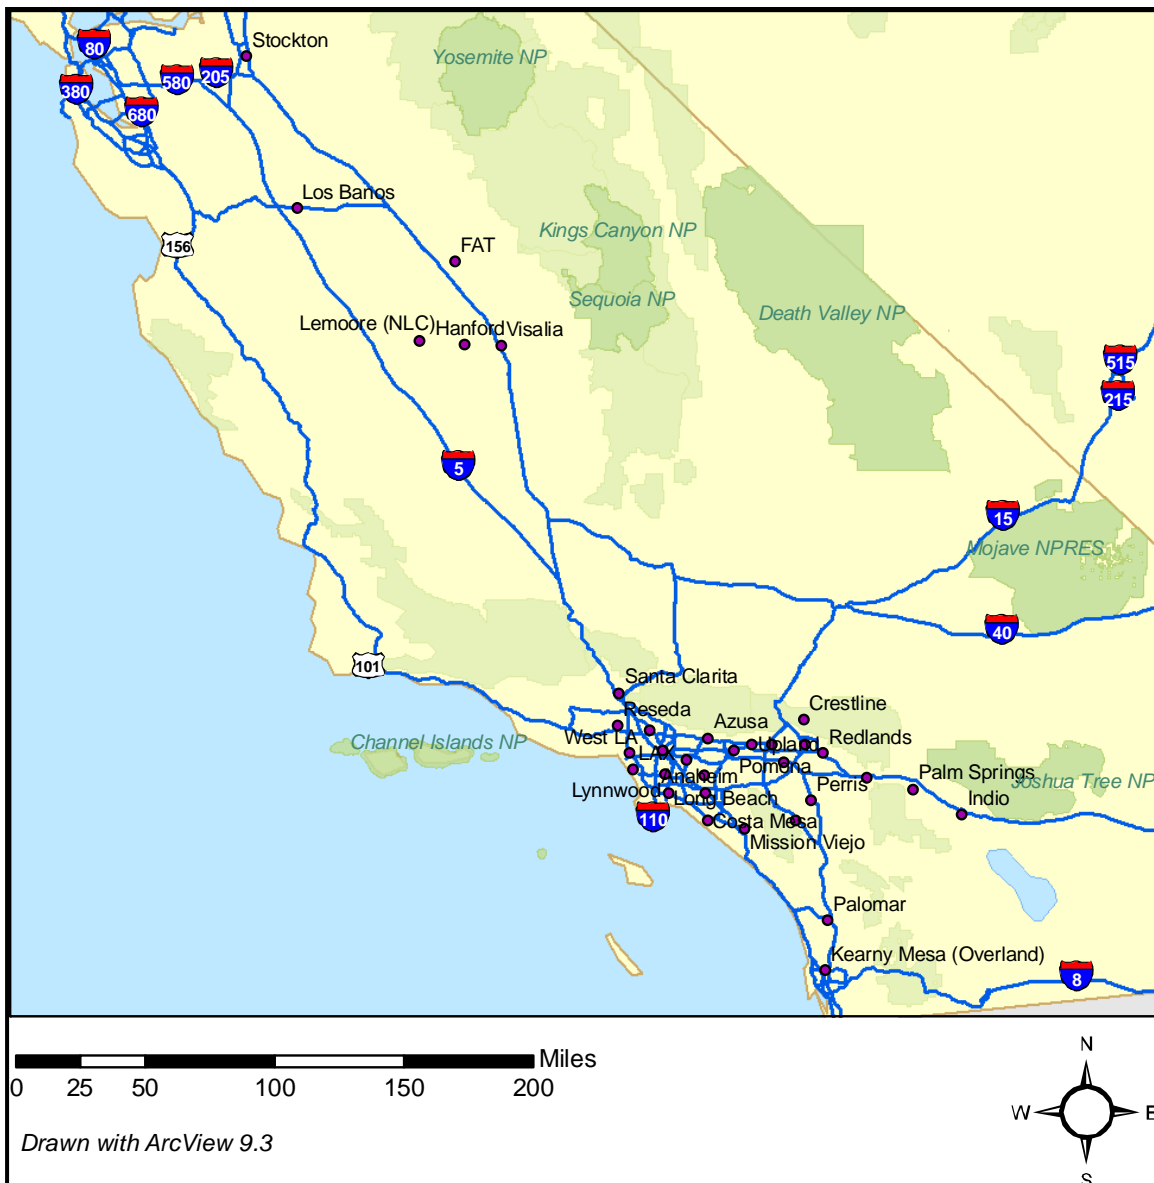 Stockton
80
Yosemite NP
580
205
380
680
Los Banos
Kings Canyon NP
156
FAT
Sequoia NP
Death Valley NP
Lemoore (NLC)
Hanford
Visalia
515
215
5
15
Mojave NPRES
40
101
Santa Clarita
Reseda
Crestline
Azusa
West LA
Upland
Redlands
Channel Islands NP
LAX
Pomona
Palm Springs
Joshua Tree NP
Anaheim
Perris
Lynnwood
Long Beach
Indio
110
Costa Mesa
Mission Viejo
Palomar
Kearny Mesa (Overland)
8
Miles
0 25 50 100 150 200
Drawn with ArcView 9.3
N
W
E
S